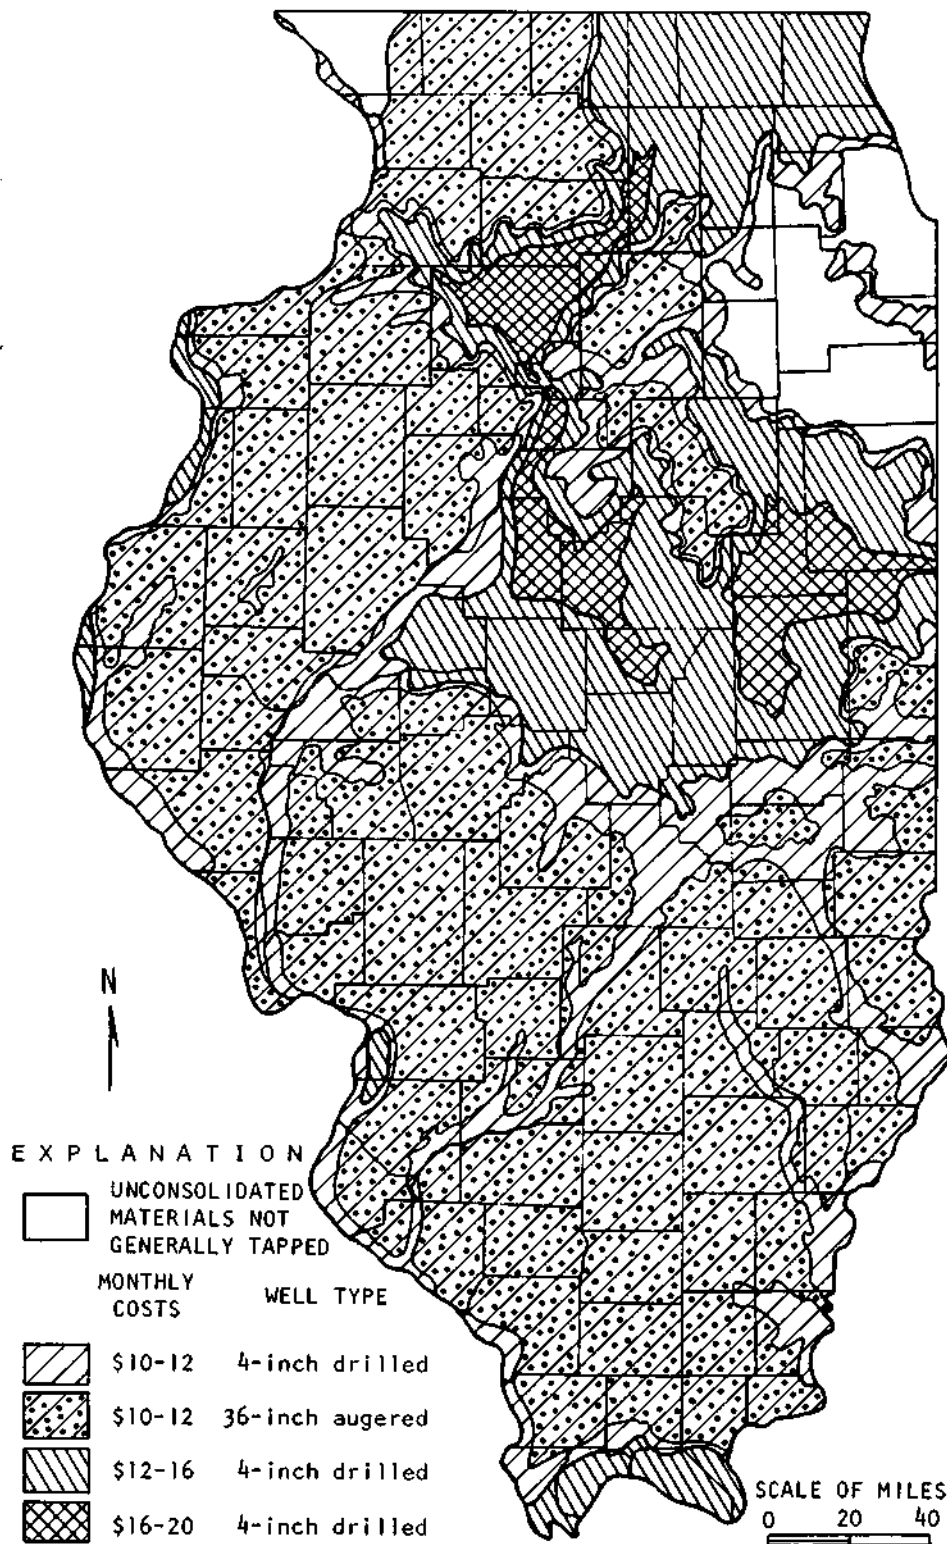 N
EXPLANATION
UNCONSOLIDATED
MATERIALS NOT
GENERALLY TAPPED
MONTHLY
COSTS
WELL TYPE
$10-12 4-inch drilled
$10-12 36-inch augered
$12-16 4-inch drilled
$16-20 4-inch drilled
SCALE OF MILES
0 20 40